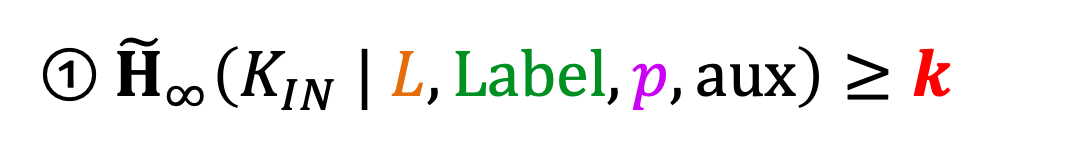 ① H̃∞(K_IN | L, Label, p, aux) ≥ k